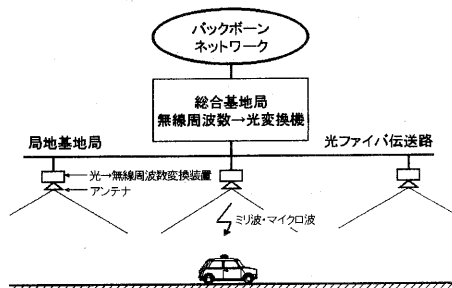 バックボーン
ネットワーク
総合基地局
無線周波数→光変換機
局地基地局
光ファイバ伝送路
光→無線周波数変換装置
アンテナ
ミリ波・マイクロ波